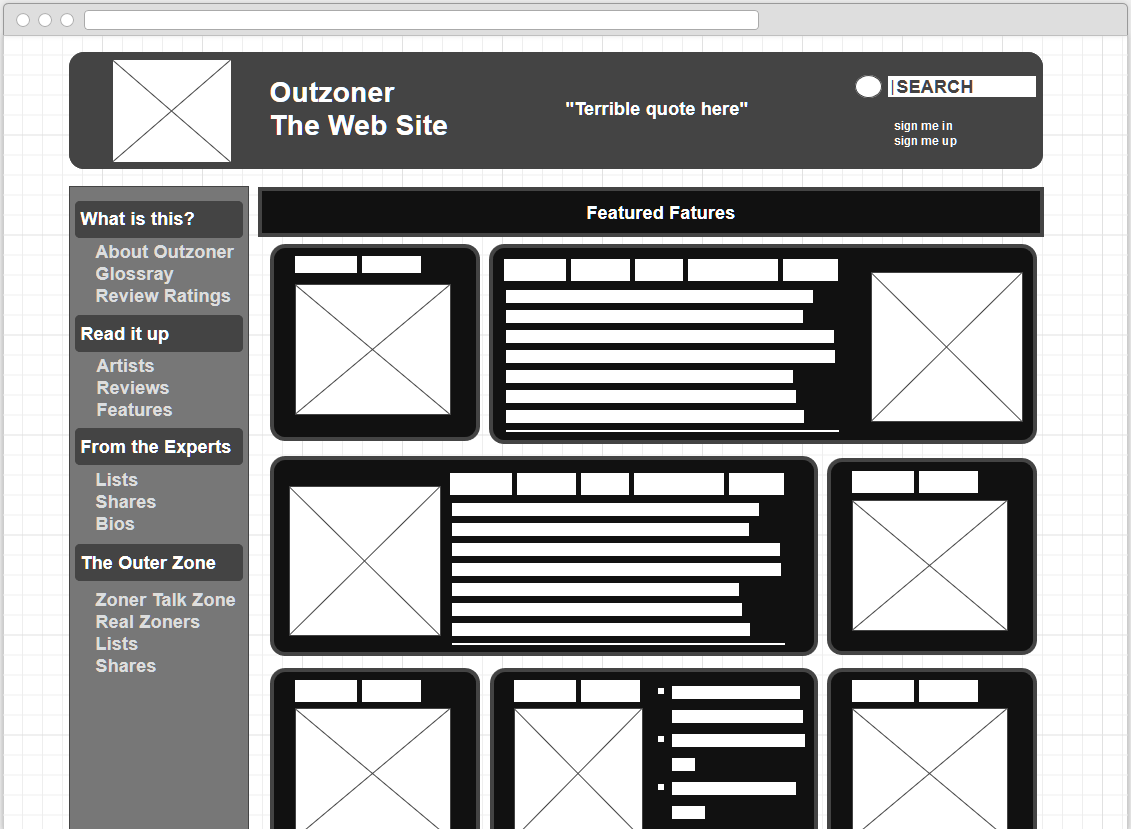 Outzoner
The Web Site
"Terrible quote here"
SEARCH
sign me in
sign me up
What is this?
About Outzoner
Glossray
Review Ratings
Read it up
Artists
Reviews
Features
From the Experts
Lists
Shares
Bios
The Outer Zone
Zoner Talk Zone
Real Zoners
Lists
Shares
Featured Fatures